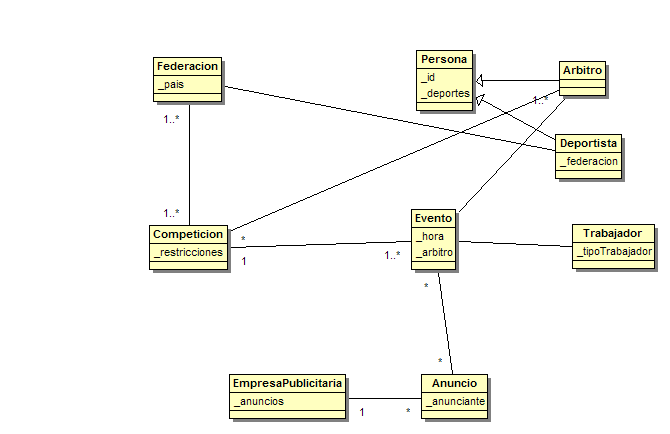 Persona
_id
_deportes
Federacion
_pais
Arbitro
1..*
1..*
Deportista
_federacion
1..*
Competicion
_restricciones
*
1
Evento
_hora
_arbitro
1..*
*
Trabajador
_tipoTrabajador
*
EmpresaPublicitaria
_anuncios
1
*
Anuncio
_anunciante